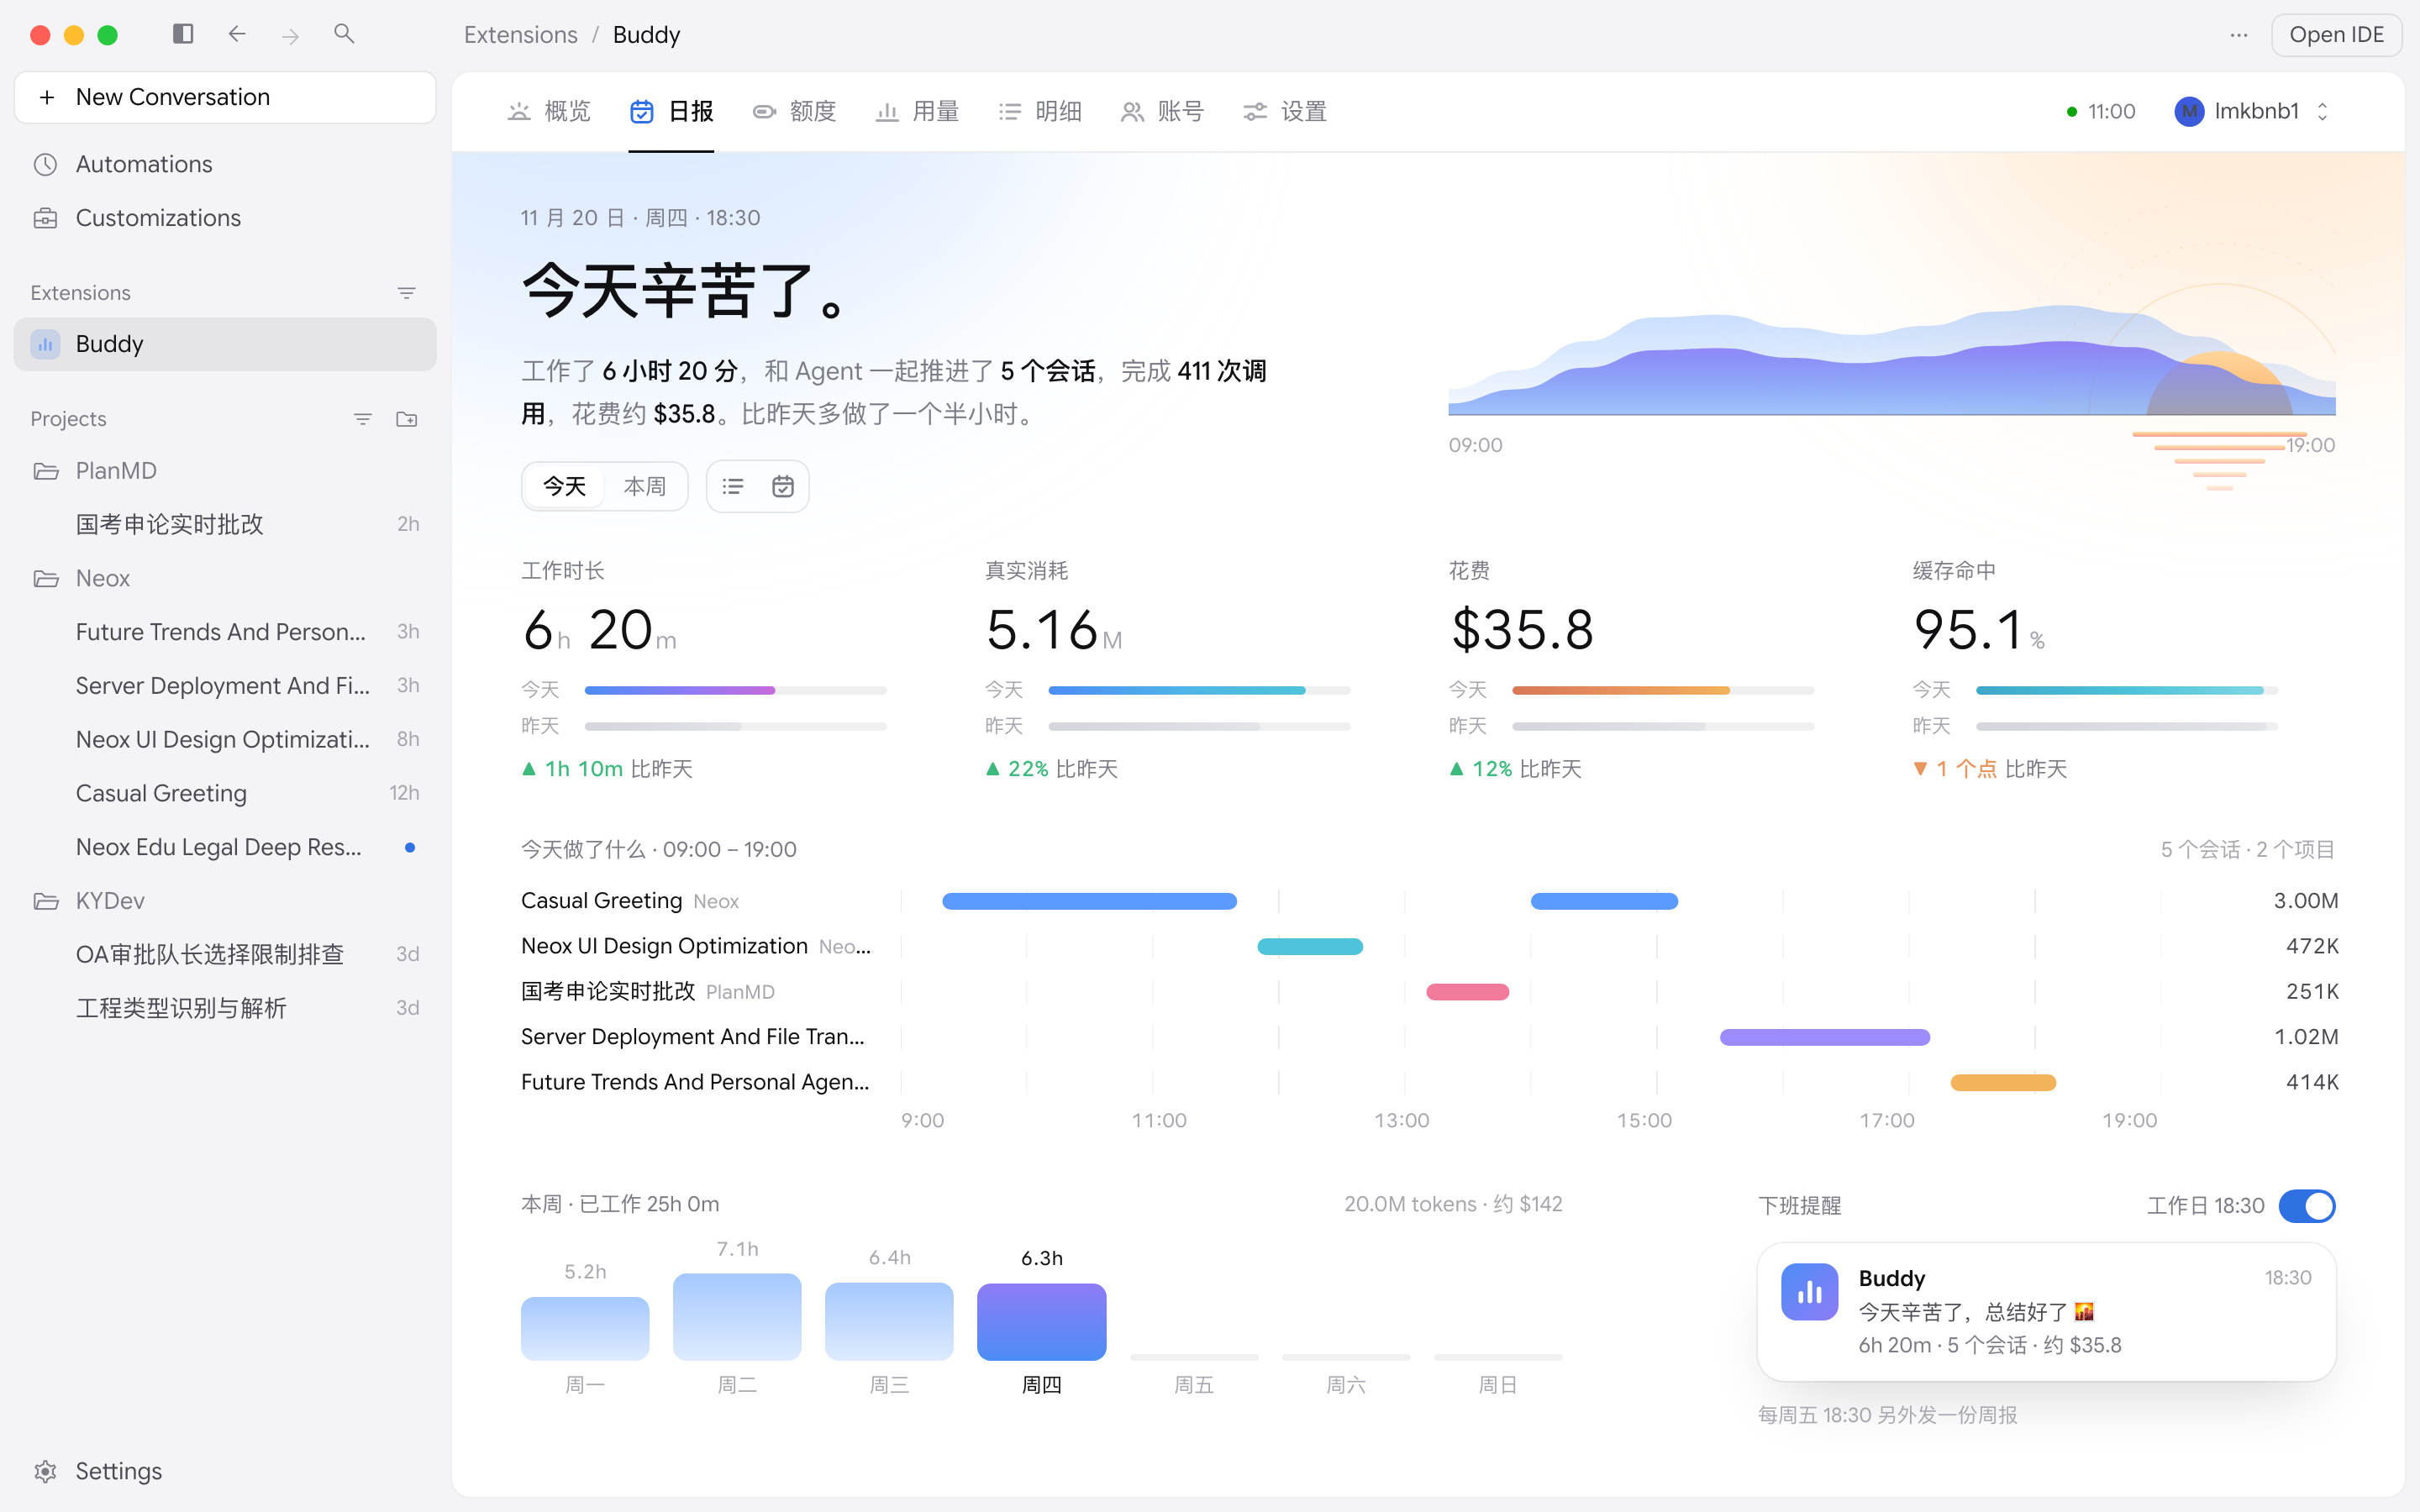 Extensions / Buddy
Open IDE
New Conversation
Automations
Customizations
Extensions
Buddy
Projects
PlanMD
国考申论实时批改 2h
Neox
Future Trends And Person... 3h
Server Deployment And Fi... 3h
Neox UI Design Optimizati... 8h
Casual Greeting 12h
Neox Edu Legal Deep Res...
KYDev
OA审批队长选择限制排查 3d
工程类型识别与解析 3d
Settings
概览 日报 额度 用量 明细 账号 设置
11:00 M lmkbnb1
11 月 20 日 · 周四 · 18:30
今天辛苦了。
工作了 6 小时 20 分，和 Agent 一起推进了 5 个会话，完成 411 次调
用，花费约 $35.8。比昨天多做了一个半小时。
今天 本周
09:00 19:00
工作时长
6h 20m
今天
昨天
▲ 1h 10m 比昨天
真实消耗
5.16M
今天
昨天
▲ 22% 比昨天
花费
$35.8
今天
昨天
▲ 12% 比昨天
缓存命中
95.1%
今天
昨天
▼ 1 个点 比昨天
今天做了什么 · 09:00 – 19:00
5 个会话 · 2 个项目
Casual Greeting Neox 3.00M
Neox UI Design Optimization Neo... 472K
国考申论实时批改 PlanMD 251K
Server Deployment And File Tran... 1.02M
Future Trends And Personal Agen... 414K
9:00 11:00 13:00 15:00 17:00 19:00
本周 · 已工作 25h 0m
20.0M tokens · 约 $142
5.2h 7.1h 6.4h 6.3h
周一 周二 周三 周四 周五 周六 周日
下班提醒
工作日 18:30
Buddy 18:30
今天辛苦了，总结好了 🌇
6h 20m · 5 个会话 · 约 $35.8
每周五 18:30 另外发一份周报